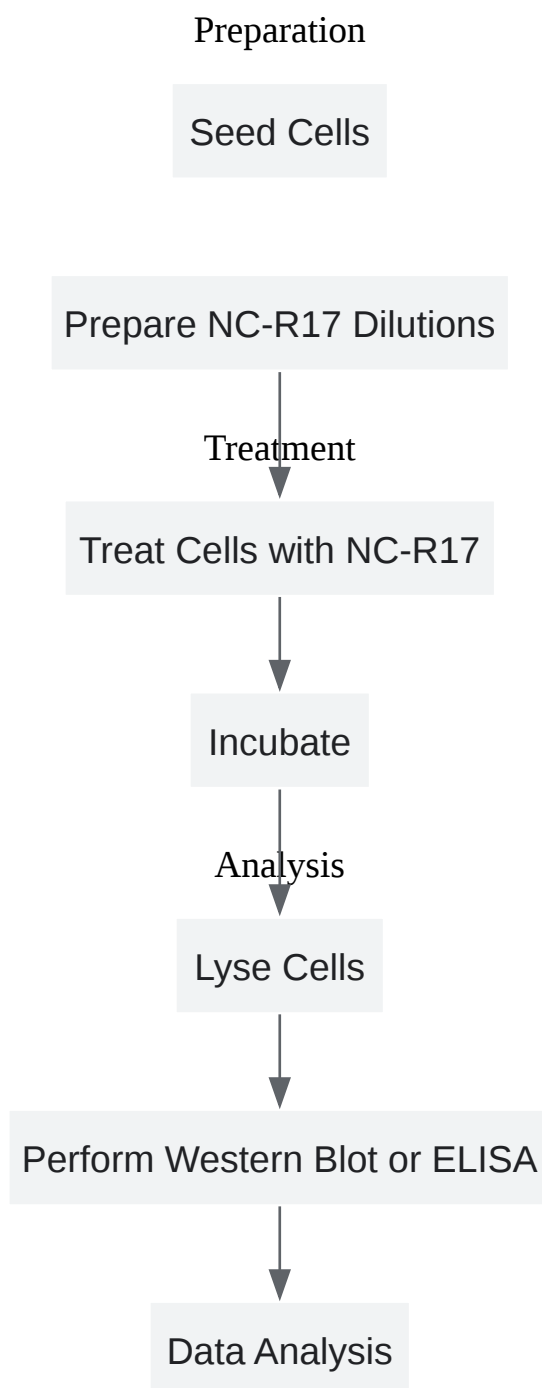 Preparation
Seed Cells
Prepare NC-R17 Dilutions
Treatment
Treat Cells with NC-R17
Incubate
Analysis
Lyse Cells
Perform Western Blot or ELISA
Data Analysis